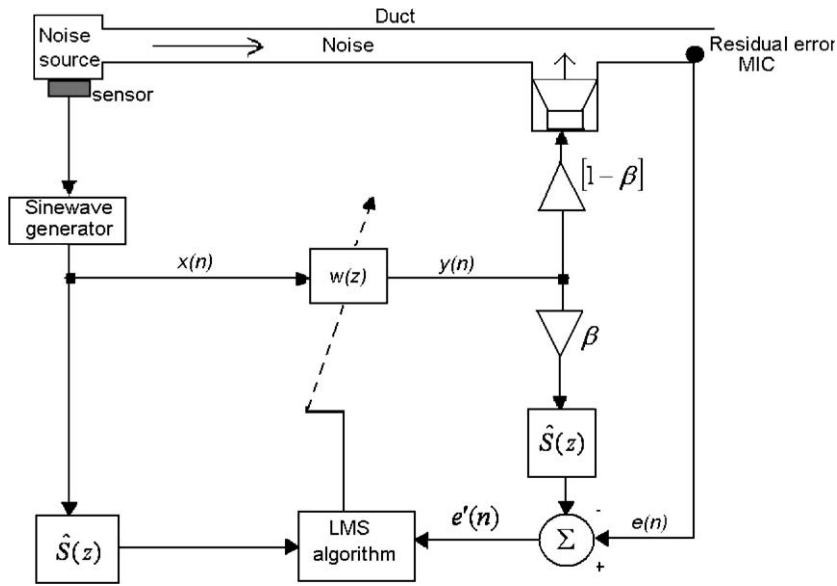 Duct
Noise
source
Noise
Residual error
MIC
sensor
[1 − β]
Sinewave
generator
x(n)
w(z)
y(n)
β
Ŝ(z)
-
Ŝ(z)
LMS
algorithm
e'(n)
Σ
e(n)
+